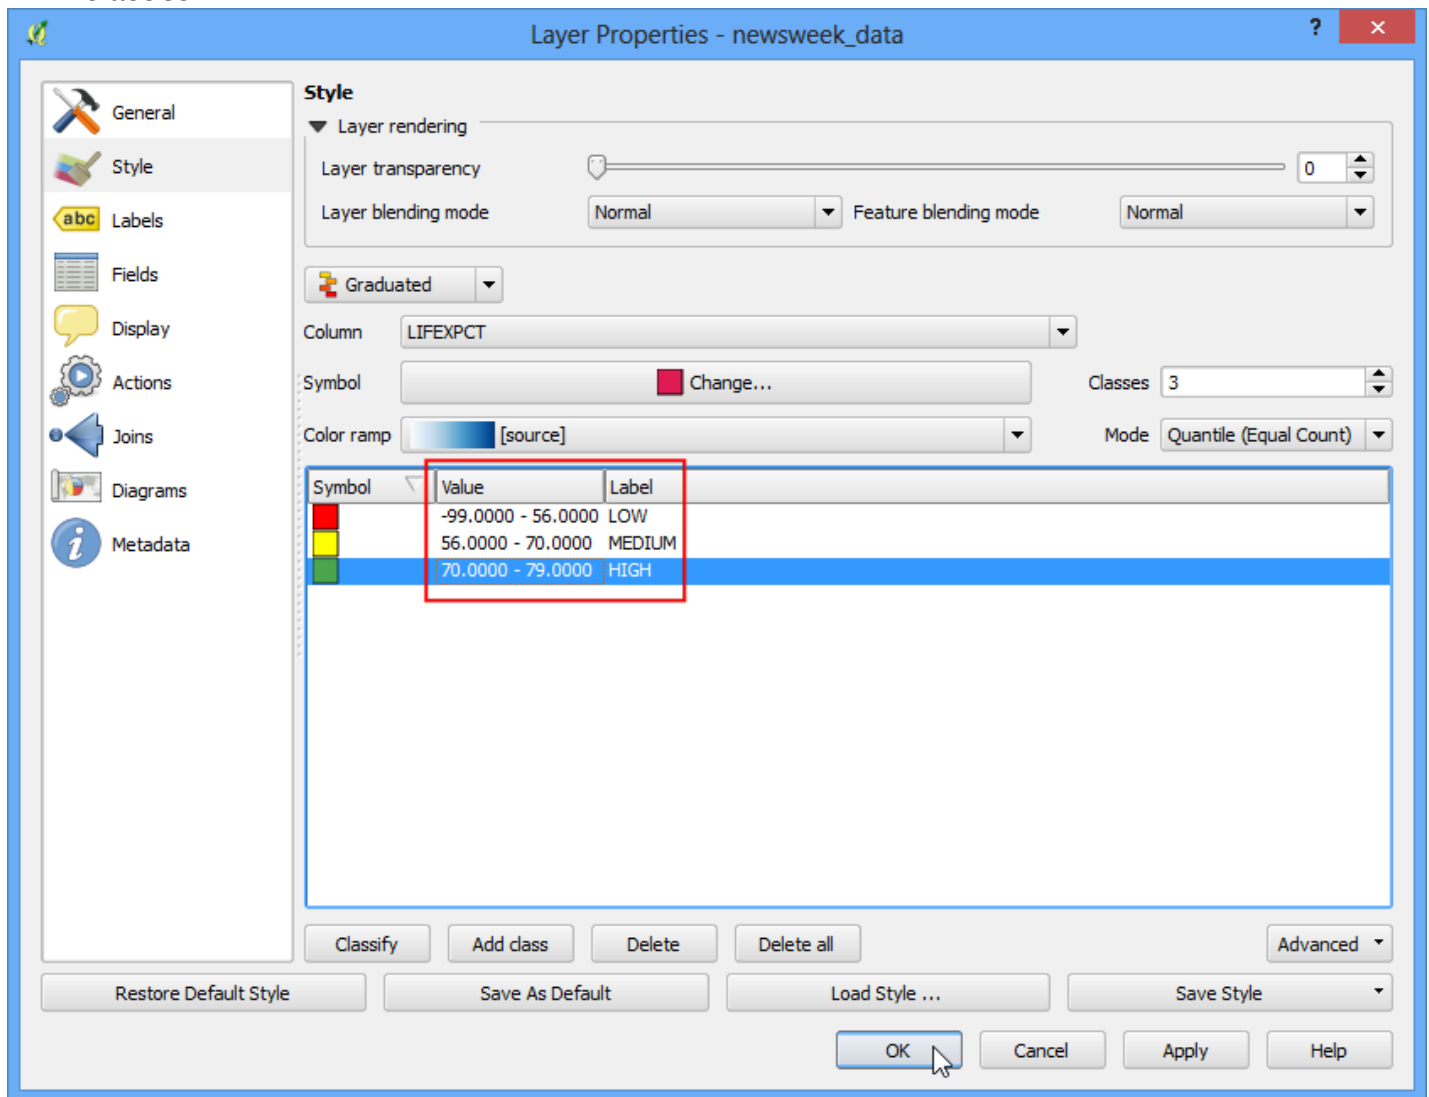 Layer Properties - newsweek_data ?
General
Style
abc Labels
Fields
Display
Actions
Joins
Diagrams
Metadata
Style
Layer rendering
Layer transparency 0
Layer blending mode Normal Feature blending mode Normal
Graduated
Column LIFEXPCT
Symbol Change... Classes 3
Color ramp [source] Mode Quantile (Equal Count)
Symbol Value Label
-99.0000 - 56.0000 LOW
56.0000 - 70.0000 MEDIUM
70.0000 - 79.0000 HIGH
Classify Add class Delete Delete all Advanced
Restore Default Style Save As Default Load Style ... Save Style
OK Cancel Apply Help